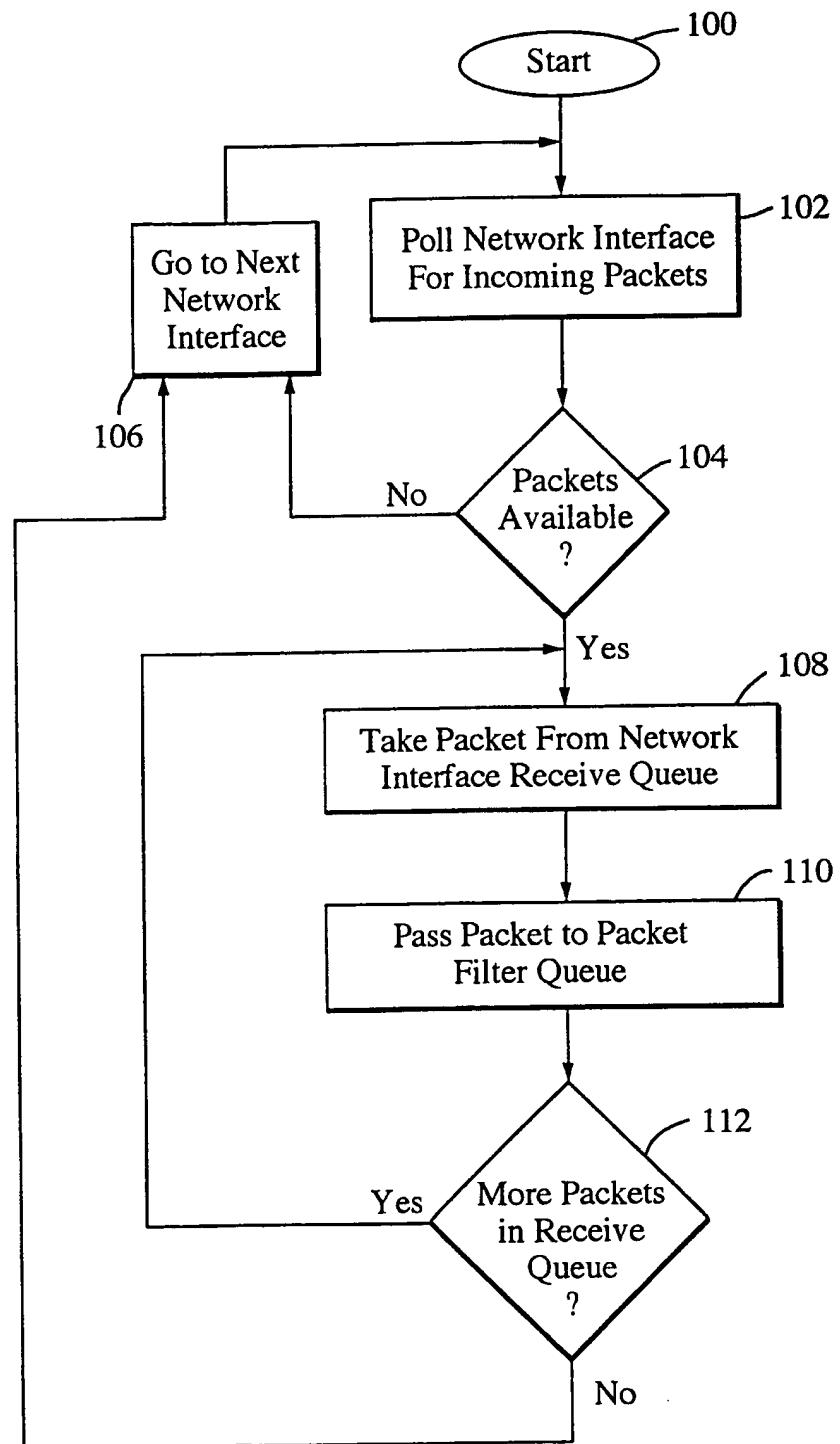 100
Start
102
Poll Network Interface
For Incoming Packets
Go to Next
Network
Interface
106
104
Packets
Available
?
No
Yes
108
Take Packet From Network
Interface Receive Queue
110
Pass Packet to Packet
Filter Queue
112
More Packets
in Receive
Queue
?
Yes
No